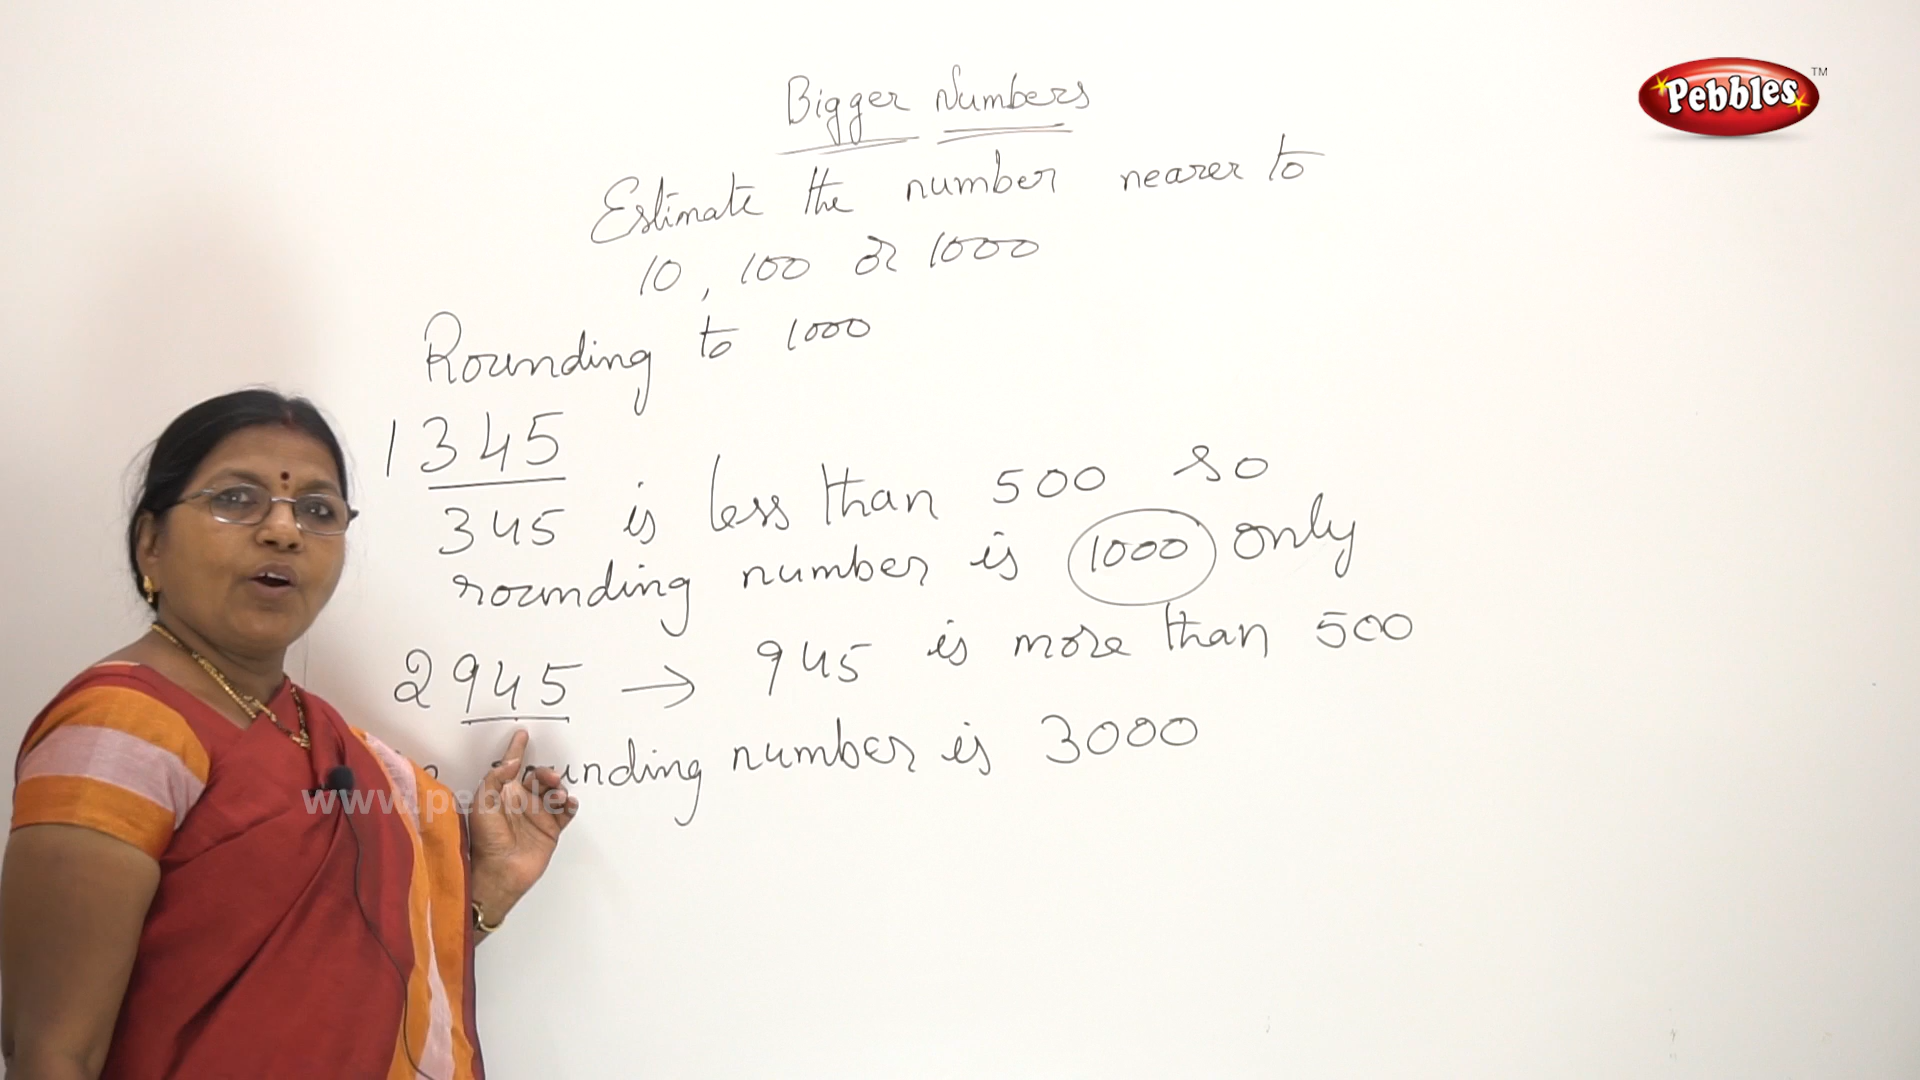 Pebbles TM
Bigger Numbers
Estimate the number nearer to
10, 100 or 1000
Rounding to 1000
1345
345 is less than 500 so
rounding number is 1000 only
2945 → 945 is more than 500
rounding number is 3000
www.pebbles